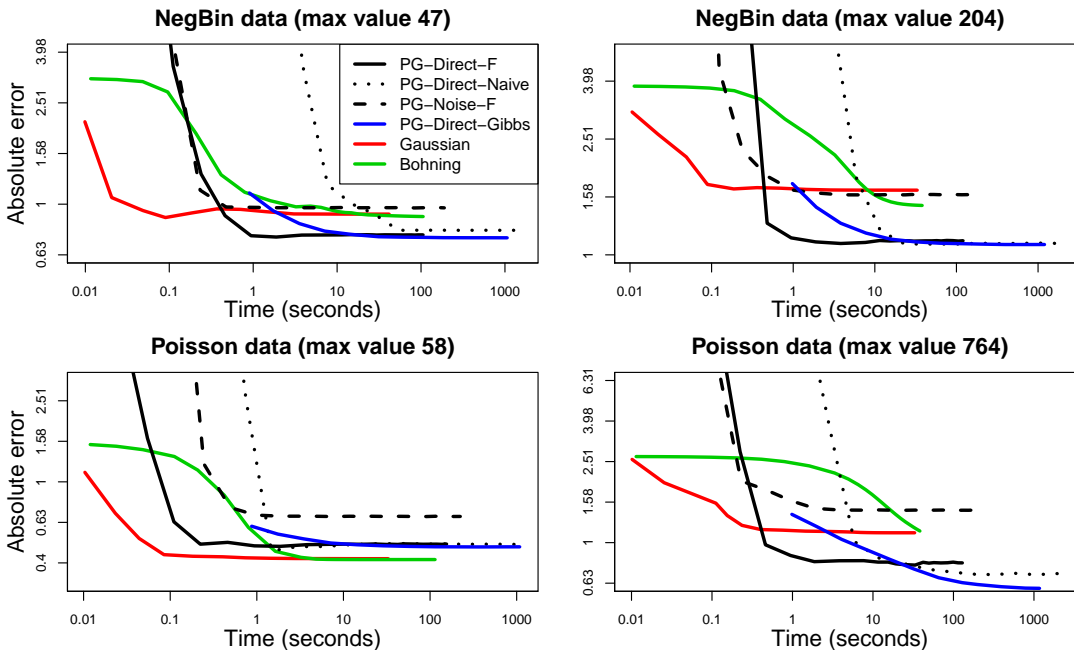 NegBin data (max value 47)
Absolute error
3.98
2.51
1.58
1
0.63
PG−Direct−F
PG−Direct−Naive
PG−Noise−F
PG−Direct−Gibbs
Gaussian
Bohning
0.01 0.1 1 10 100 1000
Time (seconds)
NegBin data (max value 204)
3.98
2.51
1.58
1
0.01 0.1 1 10 100 1000
Time (seconds)
Poisson data (max value 58)
Absolute error
2.51
1.58
1
0.63
0.4
0.01 0.1 1 10 100 1000
Time (seconds)
Poisson data (max value 764)
6.31
3.98
2.51
1.58
1
0.63
0.01 0.1 1 10 100 1000
Time (seconds)